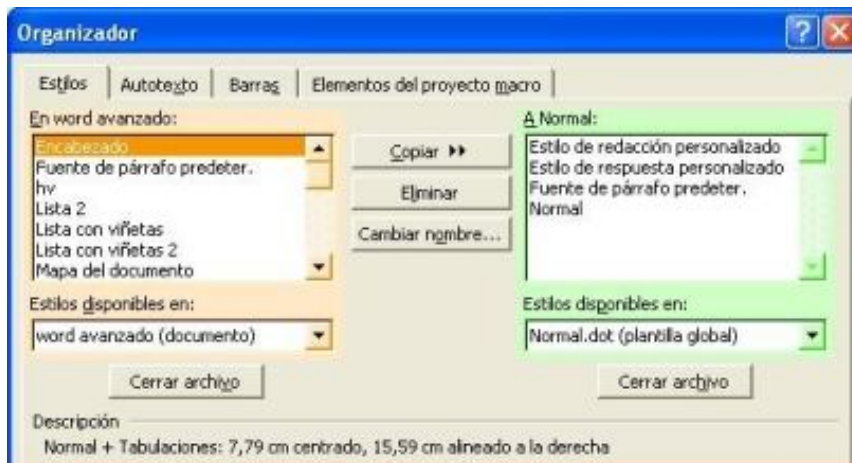 Organizador
Estilos Autotexto Barras Elementos del proyecto macro
En word avanzado:
Encabezado
Fuente de párrafo predeter.
hv
Lista 2
Lista con viñetas
Lista con viñetas 2
Mapa del documento
Copiar
Eliminar
Cambiar nombre...
A Normal:
Estilo de redacción personalizado
Estilo de respuesta personalizado
Fuente de párrafo predeter.
Normal
Estilos disponibles en:
word avanzado (documento)
Cerrar archivo
Estilos disponibles en:
Normal.dot (plantilla global)
Cerrar archivo
Descripción
Normal + Tabulaciones: 7,79 cm centrado, 15,59 cm alineado a la derecha